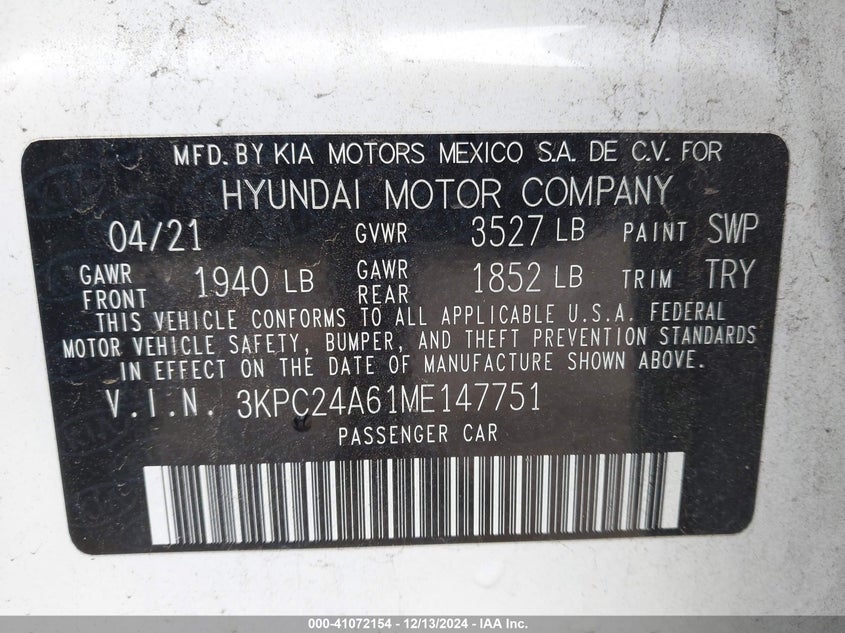 MFD. BY KIA MOTORS MEXICO S.A. DE C.V. FOR
HYUNDAI MOTOR COMPANY
04/21 GVWR 3527 LB PAINT SWP
GAWR FRONT 1940 LB GAWR REAR 1852 LB TRIM TRY
THIS VEHICLE CONFORMS TO ALL APPLICABLE U.S.A. FEDERAL
MOTOR VEHICLE SAFETY, BUMPER, AND THEFT PREVENTION STANDARDS
IN EFFECT ON THE DATE OF MANUFACTURE SHOWN ABOVE.
V.I.N. 3KPC24A61ME147751
PASSENGER CAR
000-41072154 - 12/13/2024 - IAA Inc.